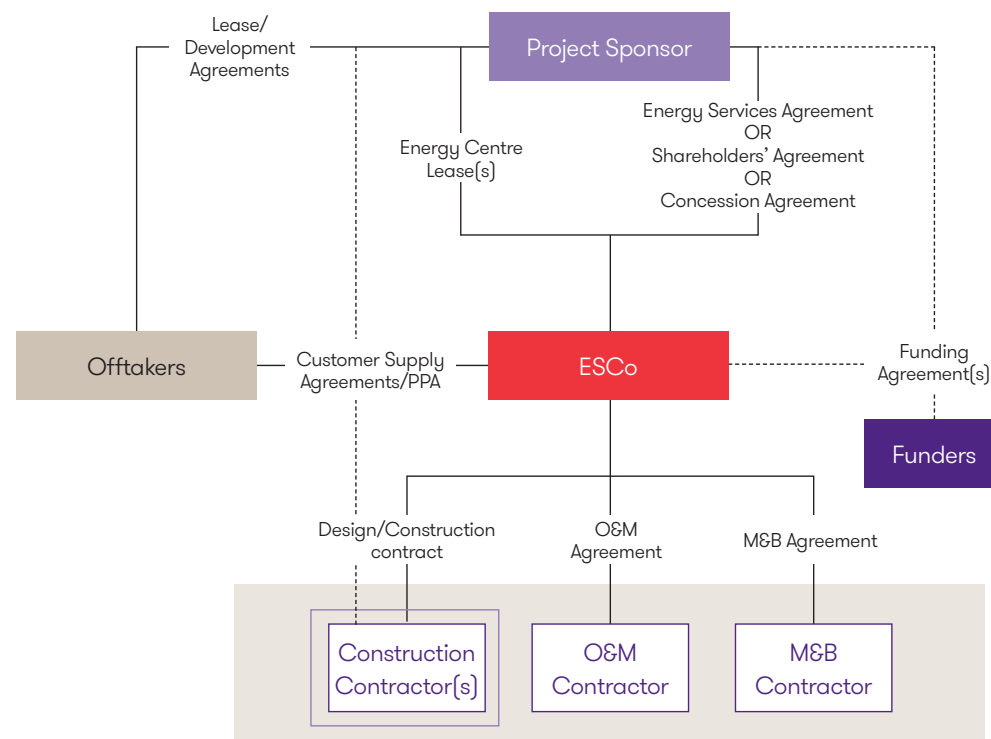 Lease/
Development
Agreements
Project Sponsor
Energy Centre
Lease(s)
Energy Services Agreement
OR
Shareholders’ Agreement
OR
Concession Agreement
Offtakers
Customer Supply
Agreements/PPA
ESCo
Funding
Agreement(s)
Funders
Design/Construction
contract
O&M
Agreement
M&B Agreement
Construction
Contractor(s)
O&M
Contractor
M&B
Contractor